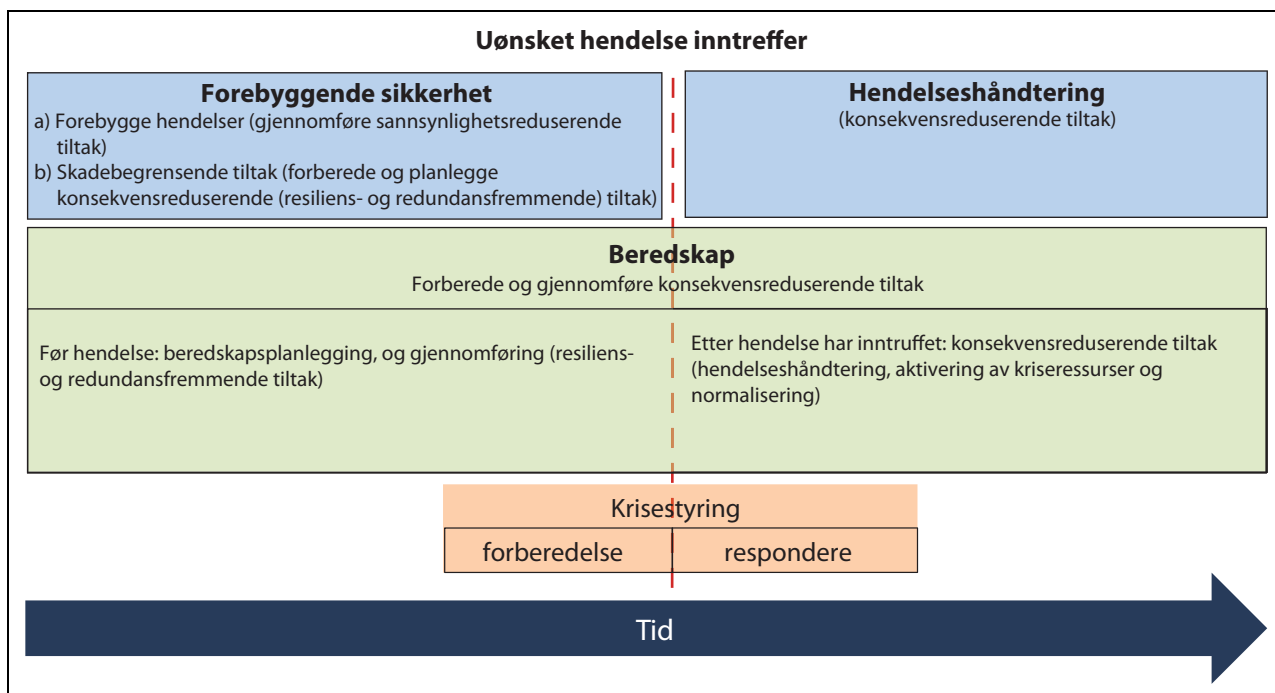 Uønsket hendelse inntreffer
Forebyggende sikkerhet
a) Forebygge hendelser (gjennomføre sannsynlighetsreduserende
tiltak)
b) Skadebegrensende tiltak (forberede og planlegge
konsekvensreduserende (resiliens- og redundansfremmende) tiltak)
Hendelseshåndtering
(konsekvensreduserende tiltak)
Beredskap
Forberede og gjennomføre konsekvensreduserende tiltak
Før hendelse: beredskapsplanlegging, og gjennomføring (resiliens-
og redundansfremmende tiltak)
Etter hendelse har inntruffet: konsekvensreduserende tiltak
(hendelseshåndtering, aktivering av kriseressurser og
normalisering)
Krisestyring
forberedelse
respondere
Tid